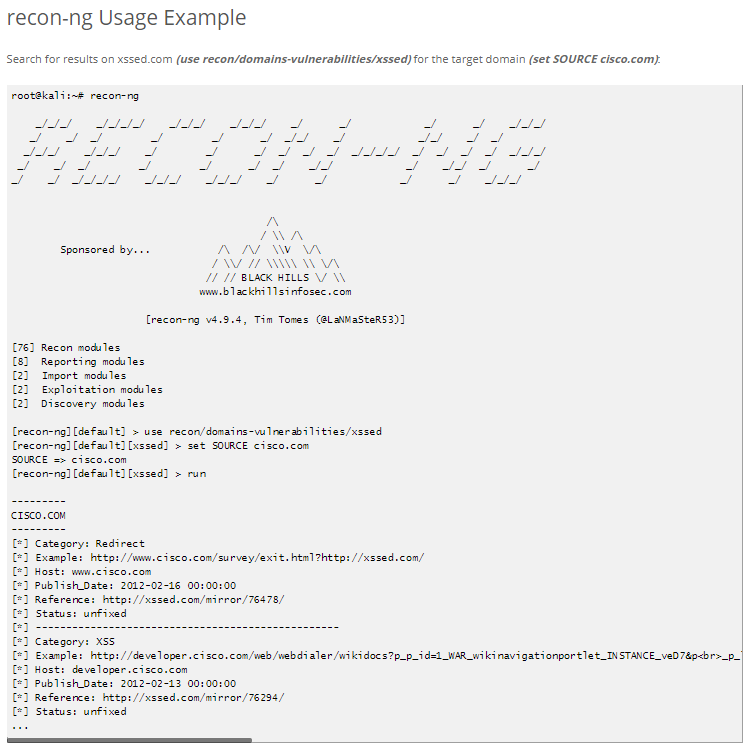 recon-ng Usage Example
Search for results on xssed.com (use recon/domains-vulnerabilities/xssed) for the target domain (set SOURCE cisco.com):
root@kali:~# recon-ng
RECON-NG
Sponsored by...
BLACK HILLS
www.blackhillsinfosec.com
[recon-ng v4.9.4, Tim Tomes (@LaNMaSteR53)]
[76] Recon modules
[8]  Reporting modules
[2]  Import modules
[2]  Exploitation modules
[2]  Discovery modules
[recon-ng][default] > use recon/domains-vulnerabilities/xssed
[recon-ng][default][xssed] > set SOURCE cisco.com
SOURCE => cisco.com
[recon-ng][default][xssed] > run
---------
CISCO.COM
---------
[*] Category: Redirect
[*] Example: http://www.cisco.com/survey/exit.html?http://xssed.com/
[*] Host: www.cisco.com
[*] Publish_Date: 2012-02-16 00:00:00
[*] Reference: http://xssed.com/mirror/76478/
[*] Status: unfixed
[*] --------------------------------------------------
[*] Category: XSS
[*] Example: http://developer.cisco.com/web/webdialer/wikidocs?p_p_id=1_WAR_wikinavigationportlet_INSTANCE_veD7&p<br>_p_
[*] Host: developer.cisco.com
[*] Publish_Date: 2012-02-13 00:00:00
[*] Reference: http://xssed.com/mirror/76294/
[*] Status: unfixed
...